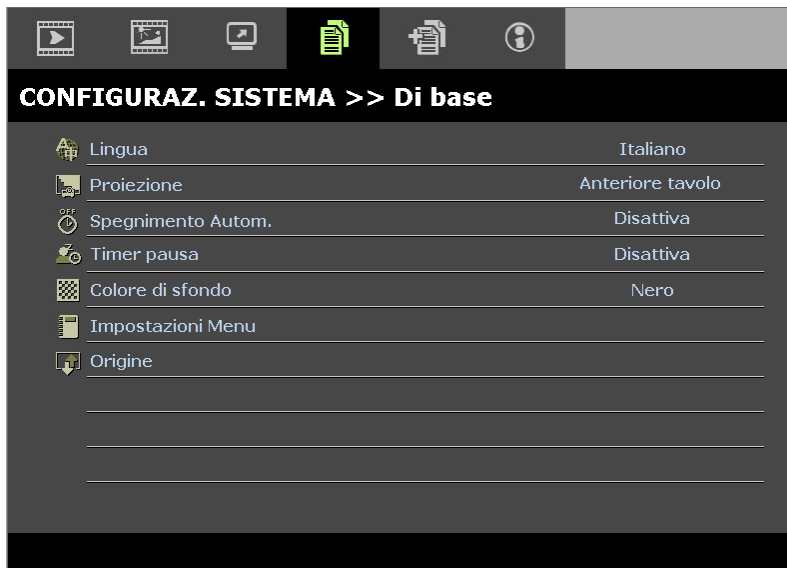 CONFIGURAZ. SISTEMA >> Di base
Lingua Italiano
Proiezione Anteriore tavolo
OFF
Spegnimento Autom. Disattiva
Timer pausa Disattiva
Colore di sfondo Nero
Impostazioni Menu
Origine